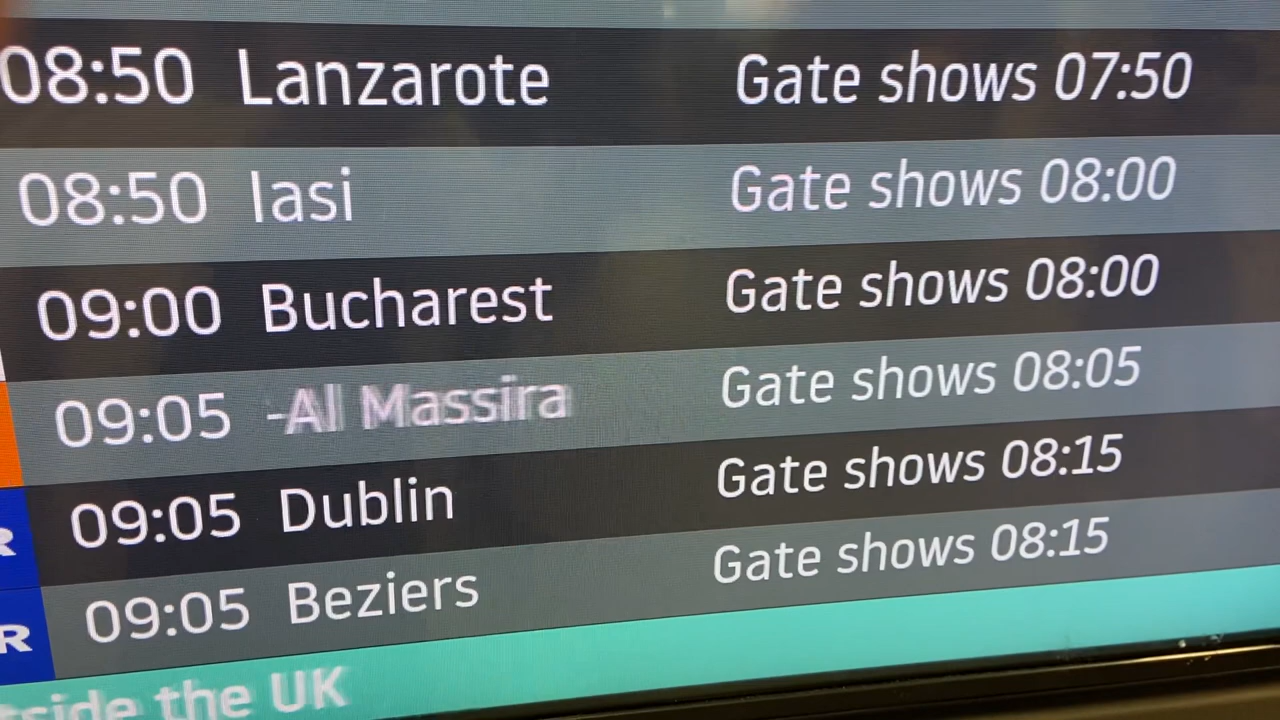 08:50 Lanzarote Gate shows 07:50
08:50 Iasi Gate shows 08:00
09:00 Bucharest Gate shows 08:00
09:05 -Al Massira Gate shows 08:05
09:05 Dublin Gate shows 08:15
R 09:05 Beziers Gate shows 08:15
the UK